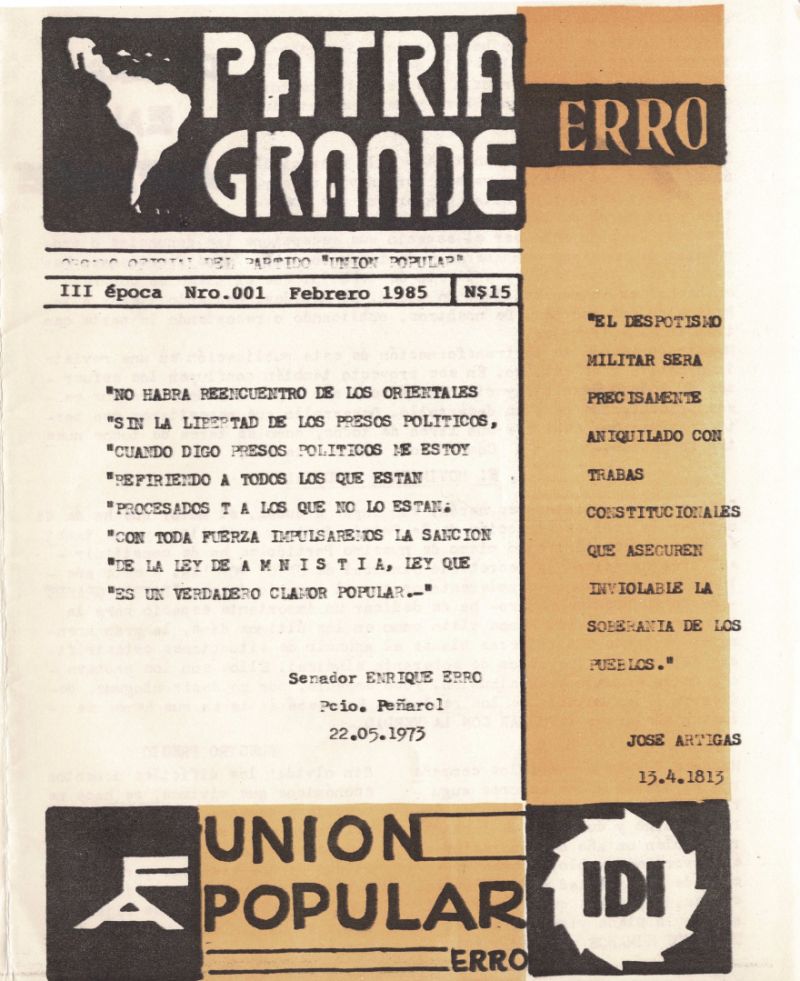 PATRIA
GRANDE
ERRO
ORGANO OFICIAL DEL PARTIDO "UNION POPULAR"
III época Nro.001 Febrero 1985 N$15
"NO HABRA REENCUENTRO DE LOS ORIENTALES
"SIN LA LIBERTAD DE LOS PRESOS POLITICOS,
"CUANDO DIGO PRESOS POLITICOS ME ESTOY
"REFIRIENDO A TODOS LOS QUE ESTAN
"PROCESADOS T A LOS QUE NO LO ESTAN.
"CON TODA FUERZA IMPULSAREMOS LA SANCION
"DE LA LEY DE A M N I S T I A, LEY QUE
"ES UN VERDADERO CLAMOR POPULAR.-"
Senador ENRIQUE ERRO
Pcio. Peñarol
22.05.1973
"EL DESPOTISMO
MILITAR SERA
PRECISAMENTE
ANIQUILADO CON
TRABAS
CONSTITUCIONALES
QUE ASEGUREN
INVIOLABLE LA
SOBERANIA DE LOS
PUEBLOS."
JOSE ARTIGAS
13.4.1813
FA
UNION
POPULAR
ERRO
IDI